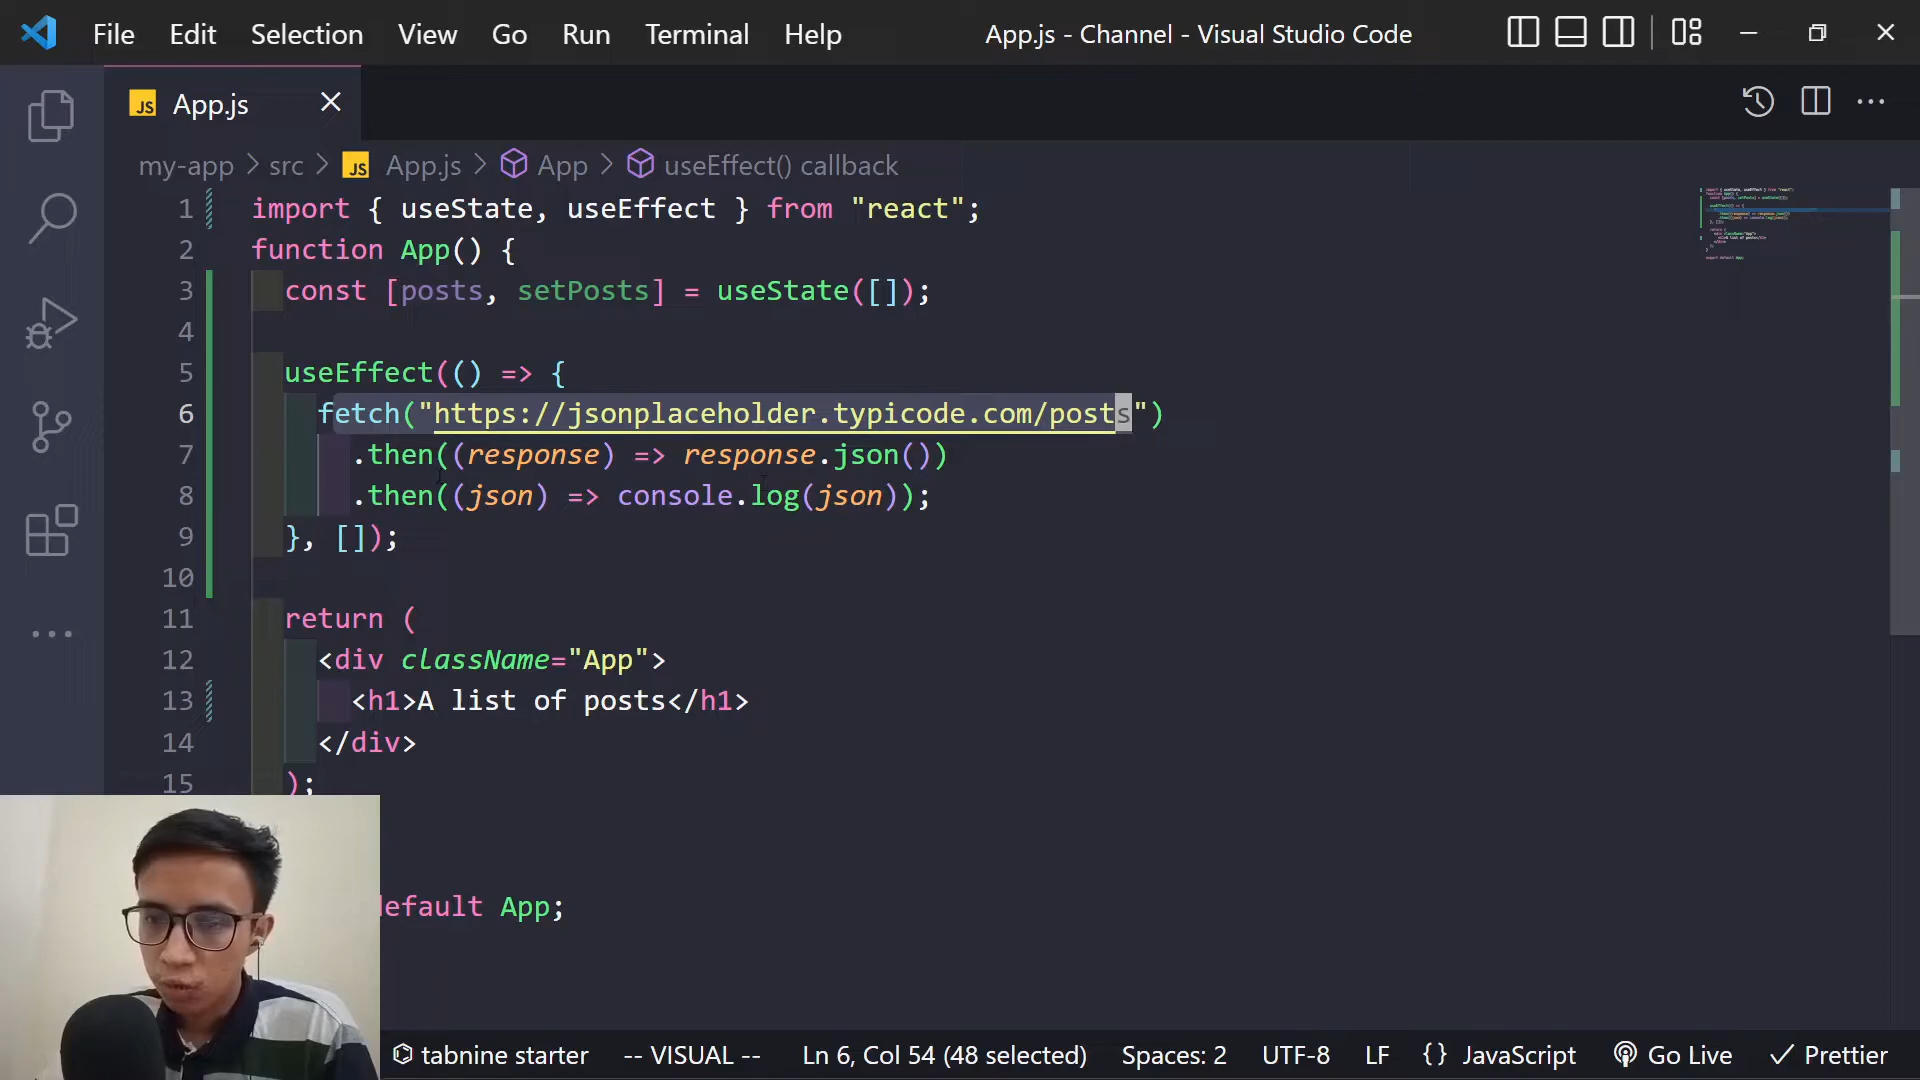 File Edit Selection View Go Run Terminal Help App.js - Channel - Visual Studio Code
JS App.js
my-app > src > JS App.js > App > useEffect() callback
1 import { useState, useEffect } from "react";
2 function App() {
3 const [posts, setPosts] = useState([]);
4
5 useEffect(() => {
6 fetch("https://jsonplaceholder.typicode.com/posts")
7 .then((response) => response.json())
8 .then((json) => console.log(json));
9 }, []);
10
11 return (
12 <div className="App">
13 <h1>A list of posts</h1>
14 </div>
15 );
default App;
tabnine starter -- VISUAL -- Ln 6, Col 54 (48 selected) Spaces: 2 UTF-8 LF {} JavaScript Go Live Prettier